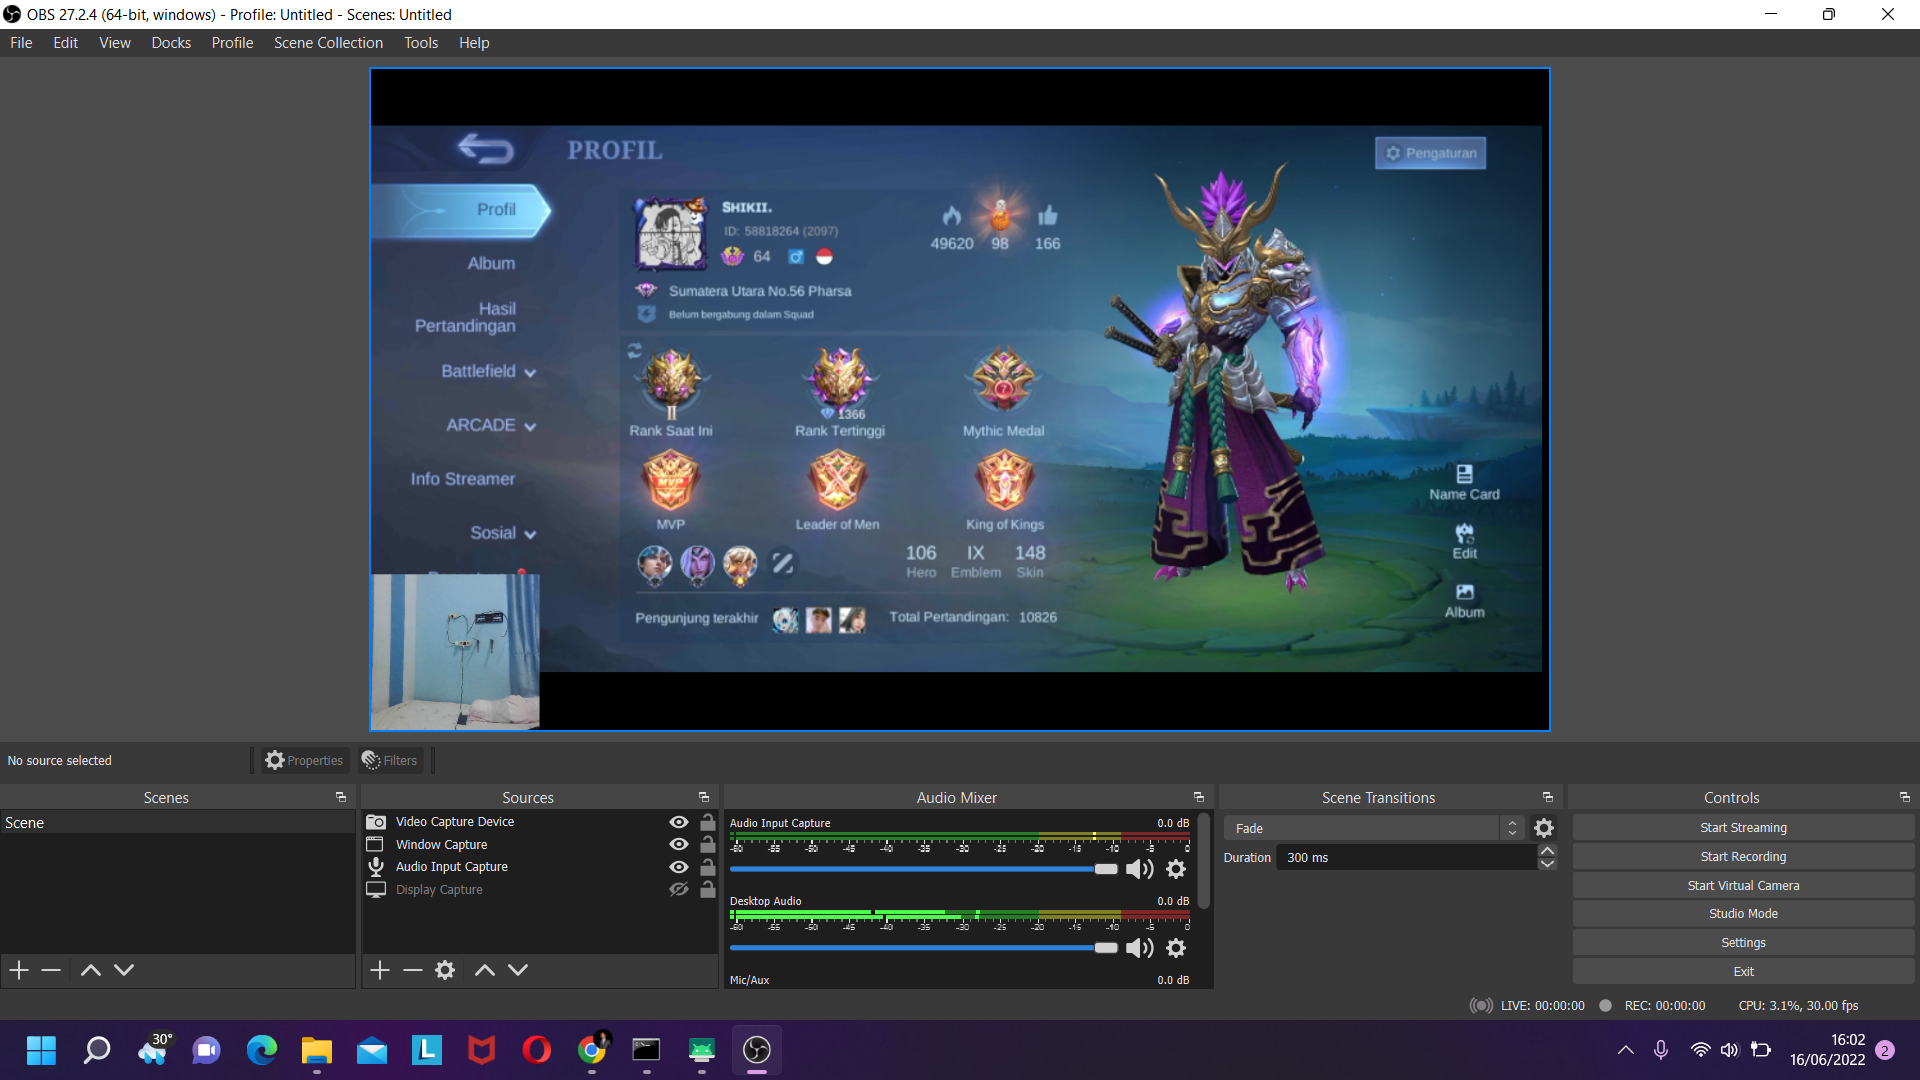 OBS 27.2.4 (64-bit, windows) - Profile: Untitled - Scenes: Untitled
File Edit View Docks Profile Scene Collection Tools Help
PROFIL
Pengaturan
Profil
Album
Hasil
Pertandingan
Battlefield
ARCADE
Info Streamer
Sosial
SHIKII.
ID: 58818264 (2097)
64
49620 98 166
Sumatera Utara No.56 Pharsa
Belum bergabung dalam Squad
II
1366
7
Rank Saat Ini Rank Tertinggi Mythic Medal
MVP
MVP Leader of Men King of Kings
106 IX 148
Hero Emblem Skin
Pengunjung terakhir Total Pertandingan: 10826
Name Card
Edit
Album
No source selected Properties Filters
Scenes
Scene
Sources
Video Capture Device
Window Capture
Audio Input Capture
Display Capture
Audio Mixer
Audio Input Capture 0.0 dB
-60 -55 -50 -45 -40 -35 -30 -25 -20 -15 -10 -5 0
Desktop Audio 0.0 dB
-60 -55 -50 -45 -40 -35 -30 -25 -20 -15 -10 -5 0
Mic/Aux 0.0 dB
Scene Transitions
Fade
Duration 300 ms
Controls
Start Streaming
Start Recording
Start Virtual Camera
Studio Mode
Settings
Exit
LIVE: 00:00:00 REC: 00:00:00 CPU: 3.1%, 30.00 fps
30°
L
16:02
16/06/2022
2